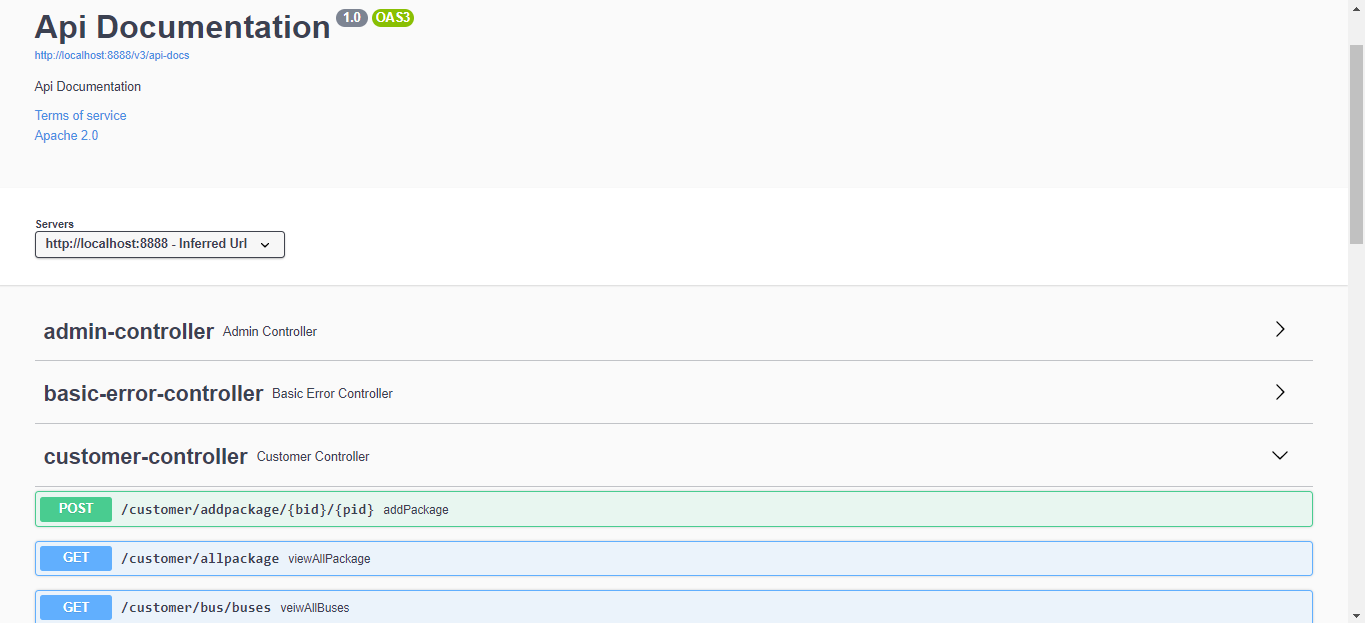 Api Documentation 1.0 OAS3
http://localhost:8888/v3/api-docs
Api Documentation
Terms of service
Apache 2.0
Servers
http://localhost:8888 - Inferred Url
admin-controller Admin Controller
basic-error-controller Basic Error Controller
customer-controller Customer Controller
POST /customer/addpackage/{bid}/{pid} addPackage
GET /customer/allpackage viewAllPackage
GET /customer/bus/buses veiwAllBuses